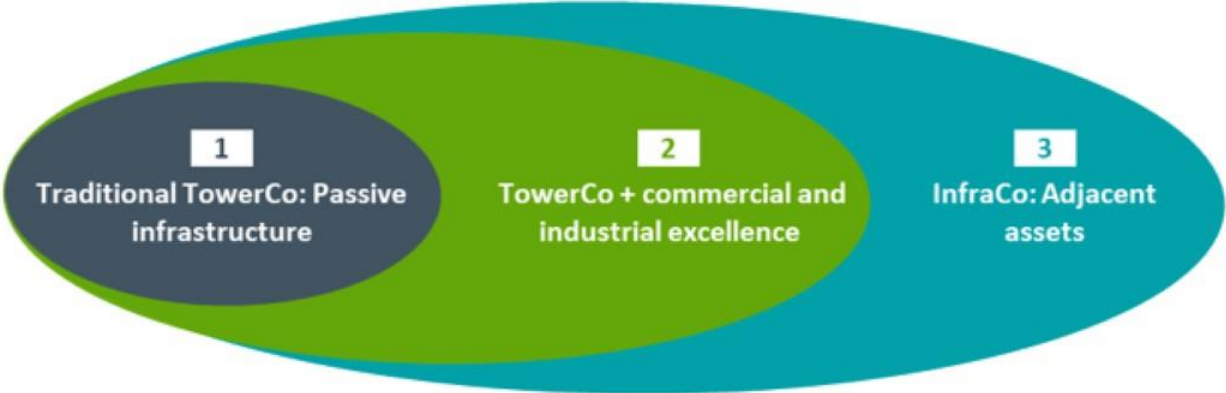 1
Traditional TowerCo: Passive
infrastructure
2
TowerCo + commercial and
industrial excellence
3
InfraCo: Adjacent
assets